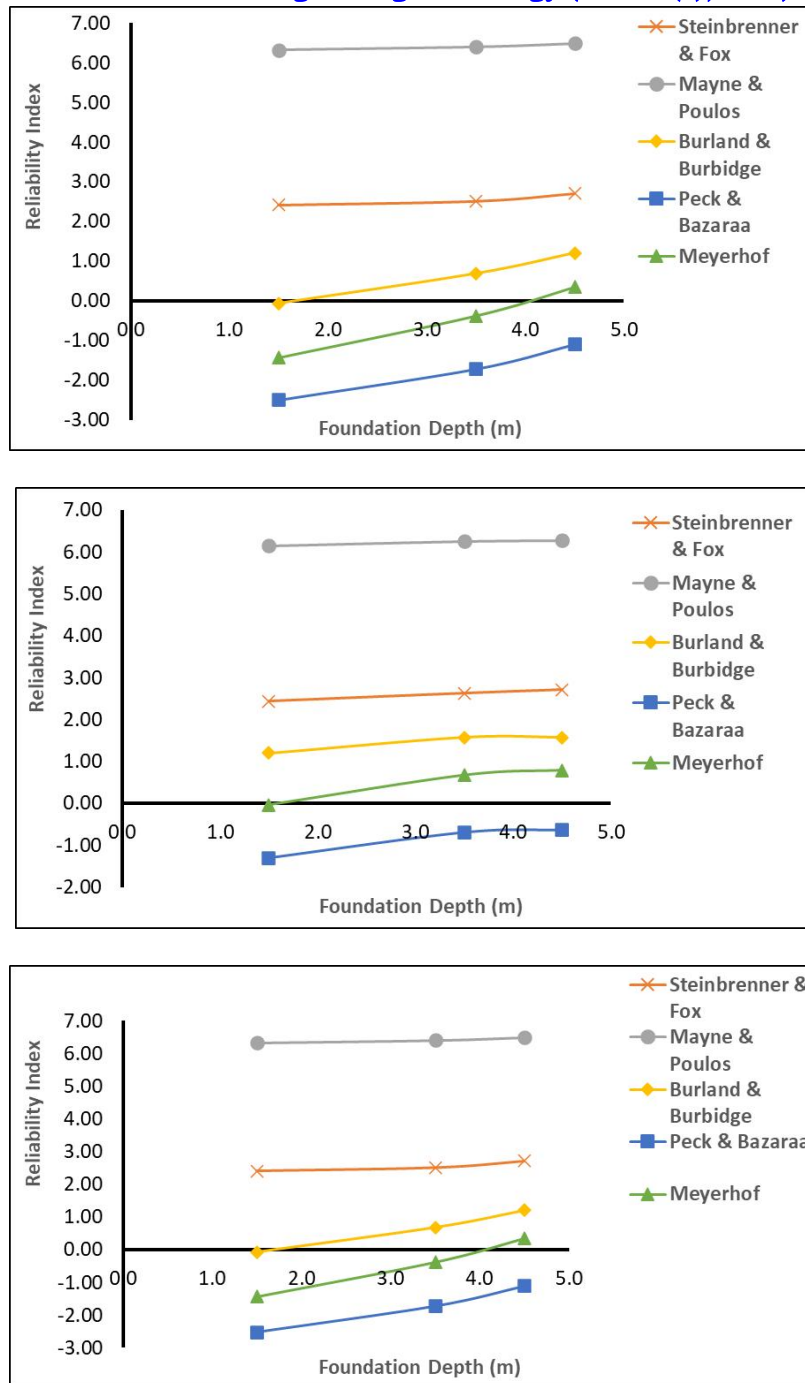 7.00
6.00
5.00
4.00
3.00
2.00
1.00
0.00
-1.00
-2.00
-3.00
Reliability Index
0.0 1.0 2.0 3.0 4.0 5.0
Foundation Depth (m)
Steinbrenner
& Fox
Mayne &
Poulos
Burland &
Burbidge
Peck &
Bazaraa
Meyerhof
7.00
6.00
5.00
4.00
3.00
2.00
1.00
0.00
-1.00
-2.00
Reliability Index
0.0 1.0 2.0 3.0 4.0 5.0
Foundation Depth (m)
Steinbrenner
& Fox
Mayne &
Poulos
Burland &
Burbidge
Peck &
Bazaraa
Meyerhof
7.00
6.00
5.00
4.00
3.00
2.00
1.00
0.00
-1.00
-2.00
-3.00
Reliability Index
0.0 1.0 2.0 3.0 4.0 5.0
Foundation Depth (m)
Steinbrenner &
Fox
Mayne &
Poulos
Burland &
Burbidge
Peck & Bazaraa
Meyerhof